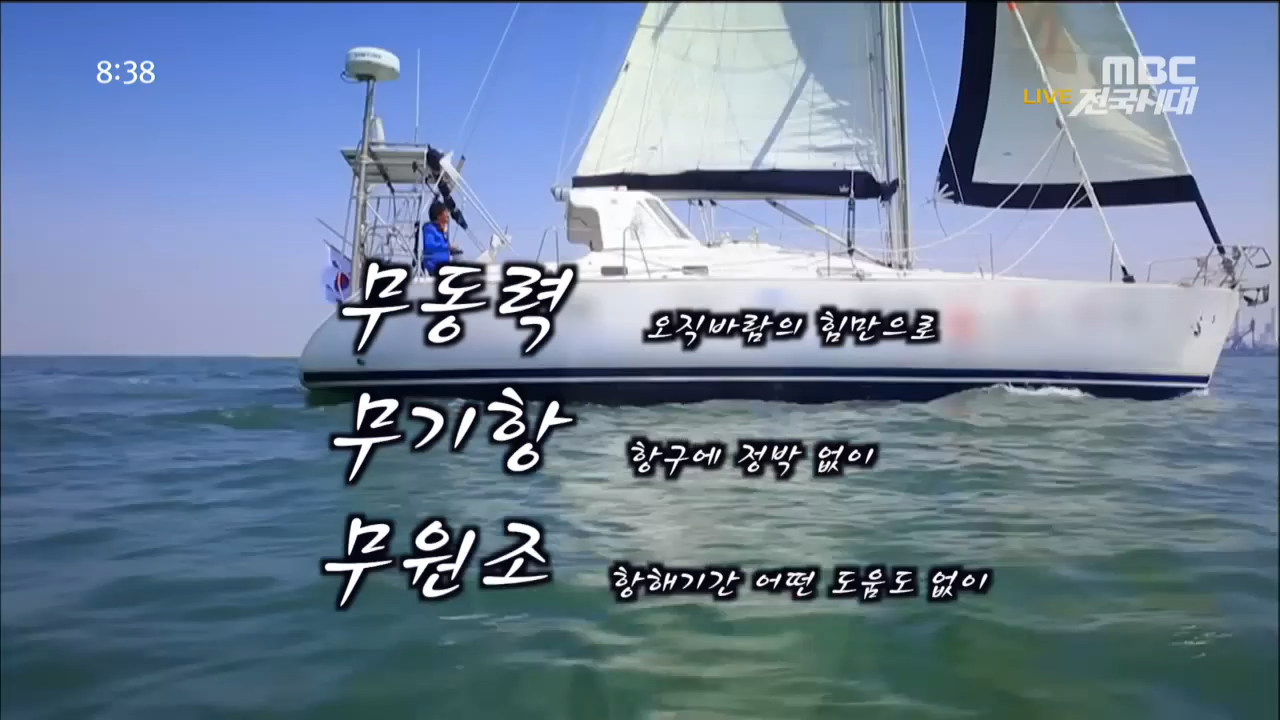 8:38
MBC
LIVE 전국시대
무동력 오직바람의 힘만으로
무기항 항구에 정박 없이
무원조 항해기간 어떤 도움도 없이